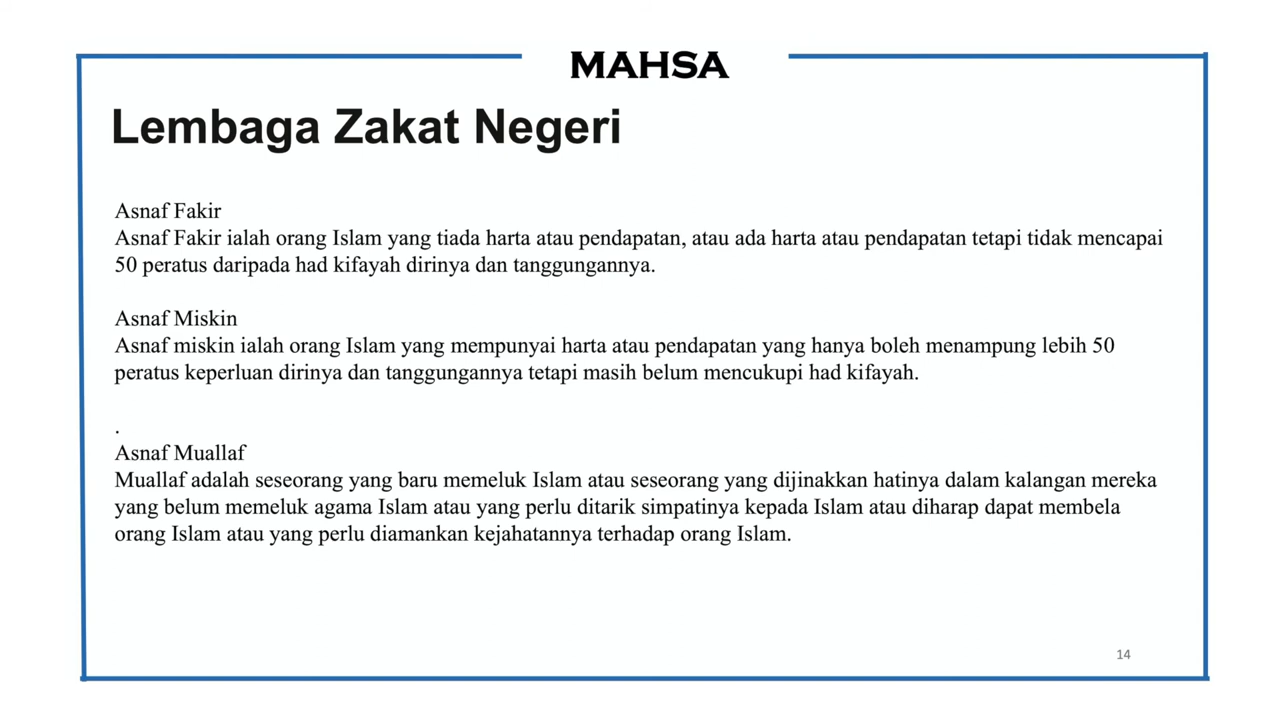 MAHSA
Lembaga Zakat Negeri
Asnaf Fakir
Asnaf Fakir ialah orang Islam yang tiada harta atau pendapatan, atau ada harta atau pendapatan tetapi tidak mencapai
50 peratus daripada had kifayah dirinya dan tanggungannya.
Asnaf Miskin
Asnaf miskin ialah orang Islam yang mempunyai harta atau pendapatan yang hanya boleh menampung lebih 50
peratus keperluan dirinya dan tanggungannya tetapi masih belum mencukupi had kifayah.
.
Asnaf Muallaf
Muallaf adalah seseorang yang baru memeluk Islam atau seseorang yang dijinakkan hatinya dalam kalangan mereka
yang belum memeluk agama Islam atau yang perlu ditarik simpatinya kepada Islam atau diharap dapat membela
orang Islam atau yang perlu diamankan kejahatannya terhadap orang Islam.
14